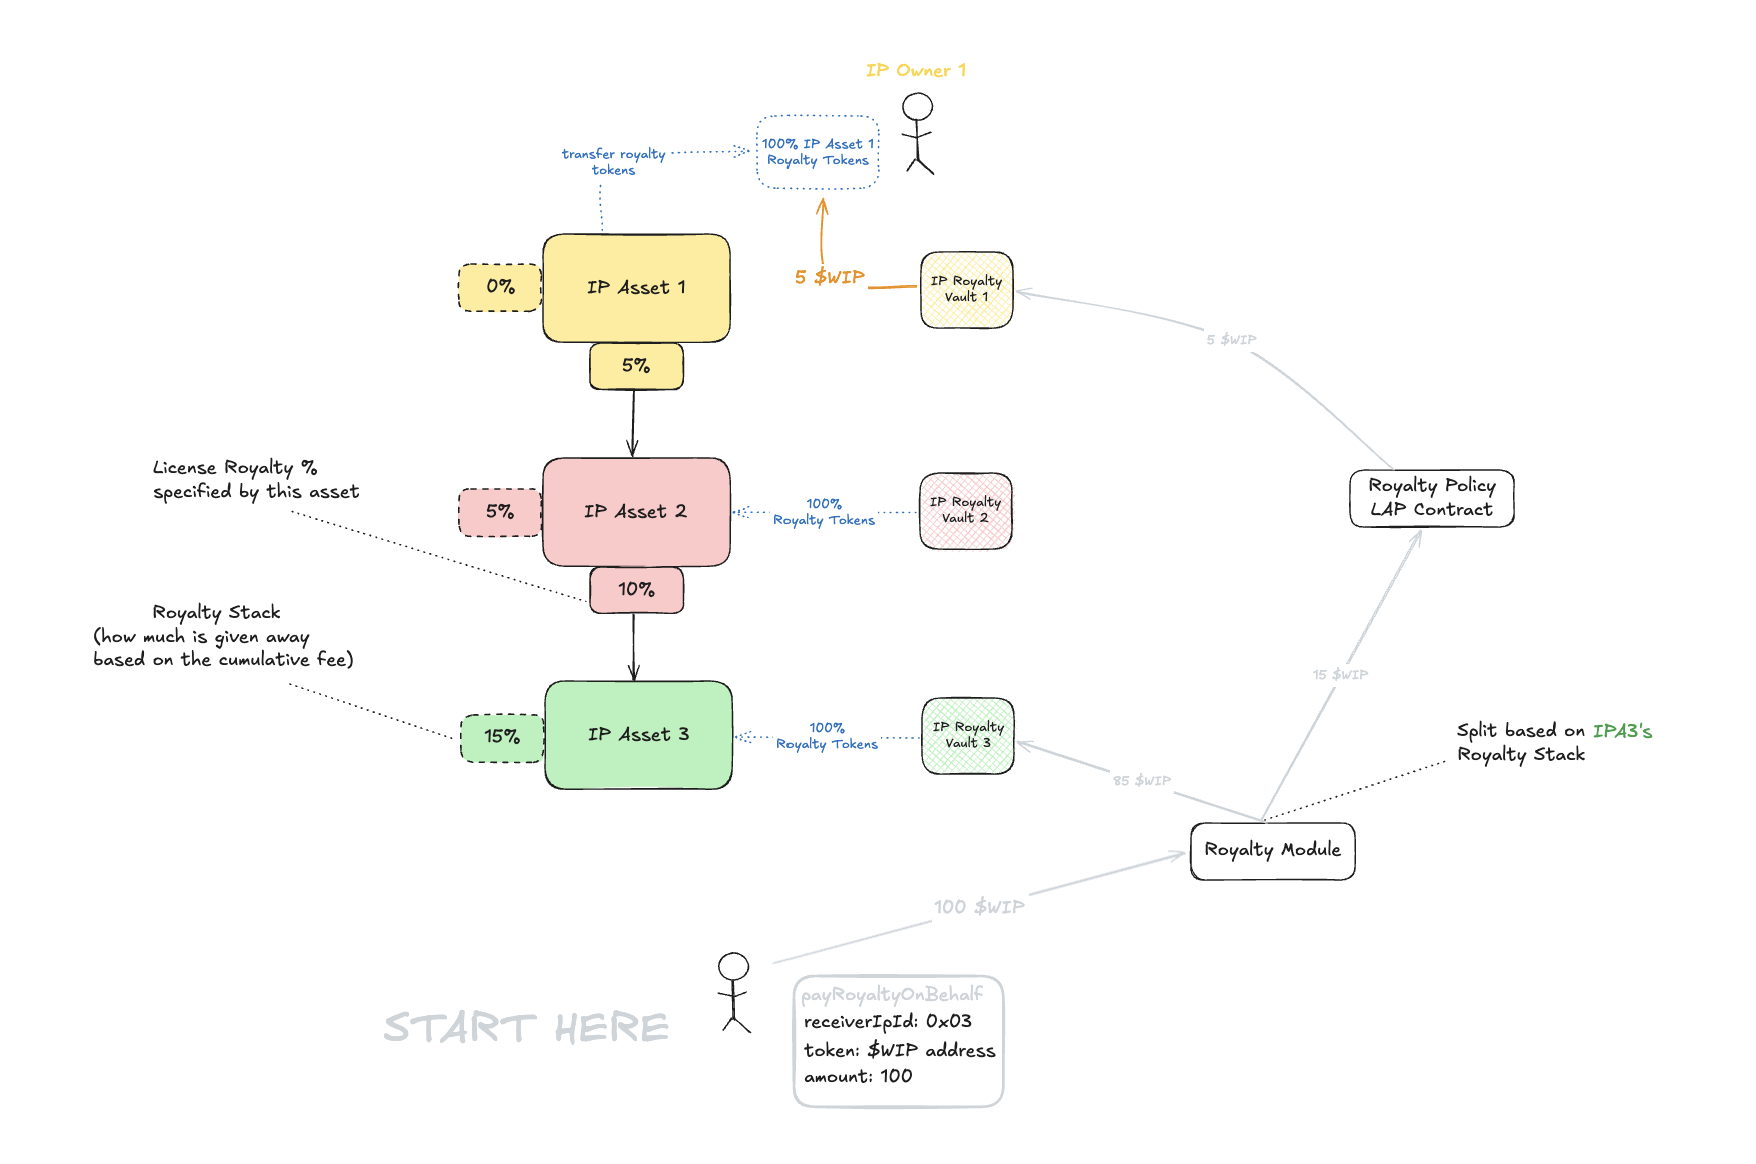 IP Owner 1
100% IP Asset 1
Royalty Tokens
transfer royalty
tokens
0%
IP Asset 1
5 $WIP
IP Royalty
Vault 1
5 $WIP
5%
License Royalty %
specified by this asset
5%
IP Asset 2
100%
Royalty Tokens
IP Royalty
Vault 2
Royalty Policy
LAP Contract
10%
Royalty Stack
(how much is given away
based on the cumulative fee)
15 $WIP
15%
IP Asset 3
100%
Royalty Tokens
IP Royalty
Vault 3
85 $WIP
Split based on IPA3's
Royalty Stack
Royalty Module
100 $WIP
START HERE
payRoyaltyOnBehalf
receiverIpId: 0x03
token: $WIP address
amount: 100